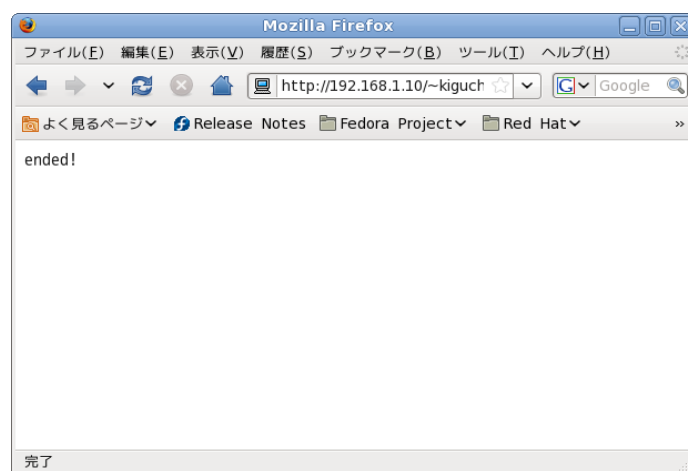 Mozilla Firefox
ファイル(F) 編集(E) 表示(V) 履歴(S) ブックマーク(B) ツール(T) ヘルプ(H)
http://192.168.1.10/~kiguch G Google
よく見るページ Release Notes Fedora Project Red Hat »
ended!
完了